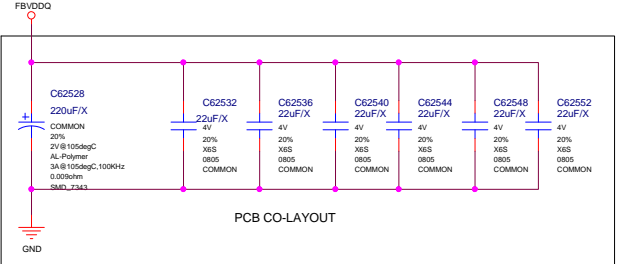 FBVDDQ
C62528
220uF/X
COMMON
20%
2V@105degC
AL-Polymer
3A@105degC,100KHz
0.009ohm
SMD_7343
C62532
22uF/X
4V
20%
X6S
0805
COMMON
C62536
22uF/X
4V
20%
X6S
0805
COMMON
C62540
22uF/X
4V
20%
X6S
0805
COMMON
C62544
22uF/X
4V
20%
X6S
0805
COMMON
C62548
22uF/X
4V
20%
X6S
0805
COMMON
C62552
22uF/X
4V
20%
X6S
0805
COMMON
PCB CO-LAYOUT
GND